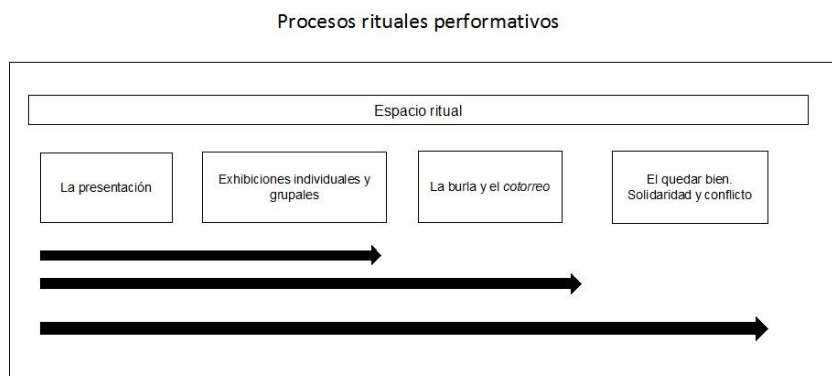 Procesos rituales performativos
Espacio ritual
La presentación
Exhibiciones individuales y
grupales
La burla y el cotorreo
El quedar bien.
Solidaridad y conflicto